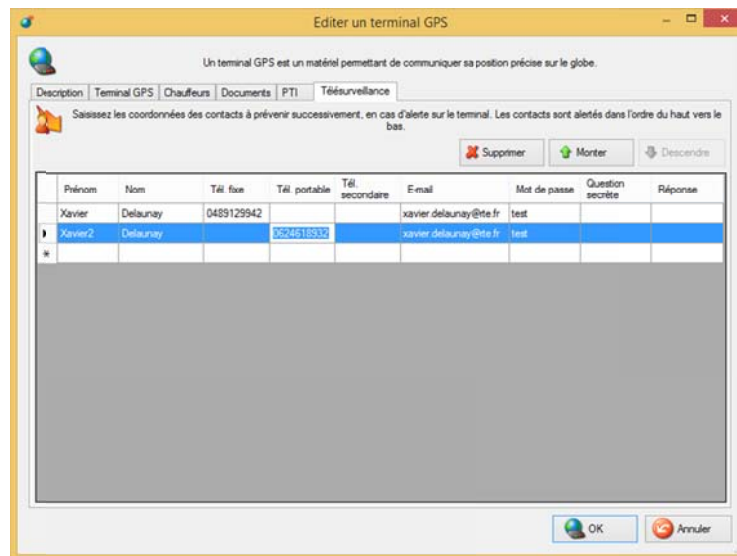 Editer un terminal GPS
Un terminal GPS est un matériel permettant de communiquer sa position précise sur le globe.
Description Terminal GPS Chauffeurs Documents PTI Télésurveillance
Saisissez les coordonnées des contacts à prévenir successivement, en cas d'alerte sur le terminal. Les contacts sont alertés dans l'ordre du haut vers le
bas.
Supprimer Monter Descendre
Prénom Nom Tél. fixe Tél. portable Tél. secondaire E-mail Mot de passe Question secrète Réponse
Xavier Delaunay 0489129942 xavier.delaunay@rte.fr test
Xavier2 Delaunay 0624618932 xavier.delaunay@rte.fr test
*
OK Annuler